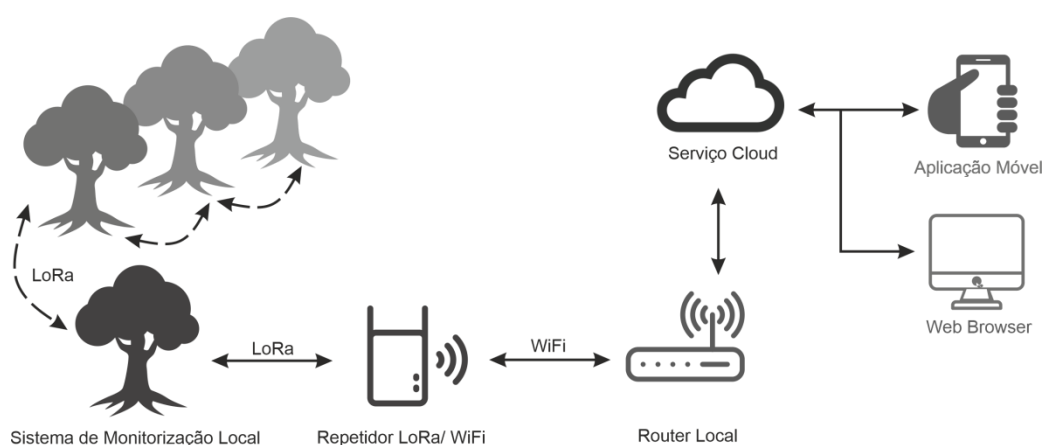 Serviço Cloud
Aplicação Móvel
LoRa
LoRa
WiFi
Web Browser
Sistema de Monitorização Local
Repetidor LoRa/ WiFi
Router Local